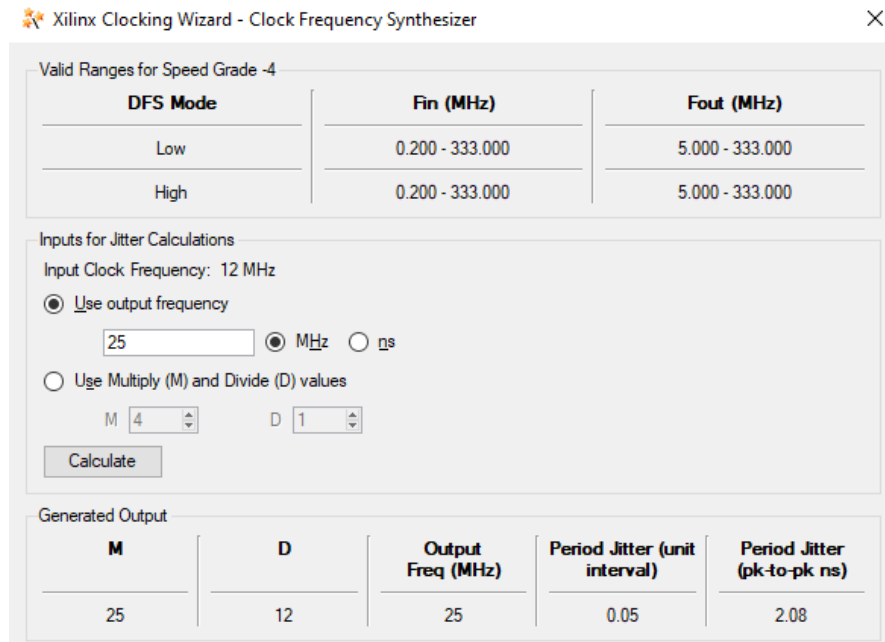 Xilinx Clocking Wizard - Clock Frequency Synthesizer
Valid Ranges for Speed Grade -4
DFS Mode Fin (MHz) Fout (MHz)
Low 0.200 - 333.000 5.000 - 333.000
High 0.200 - 333.000 5.000 - 333.000
Inputs for Jitter Calculations
Input Clock Frequency: 12 MHz
Use output frequency
25 MHz ns
Use Multiply (M) and Divide (D) values
M 4 D 1
Calculate
Generated Output
M D Output Period Jitter (unit Period Jitter
Freq (MHz) interval) (pk-to-pk ns)
25 12 25 0.05 2.08